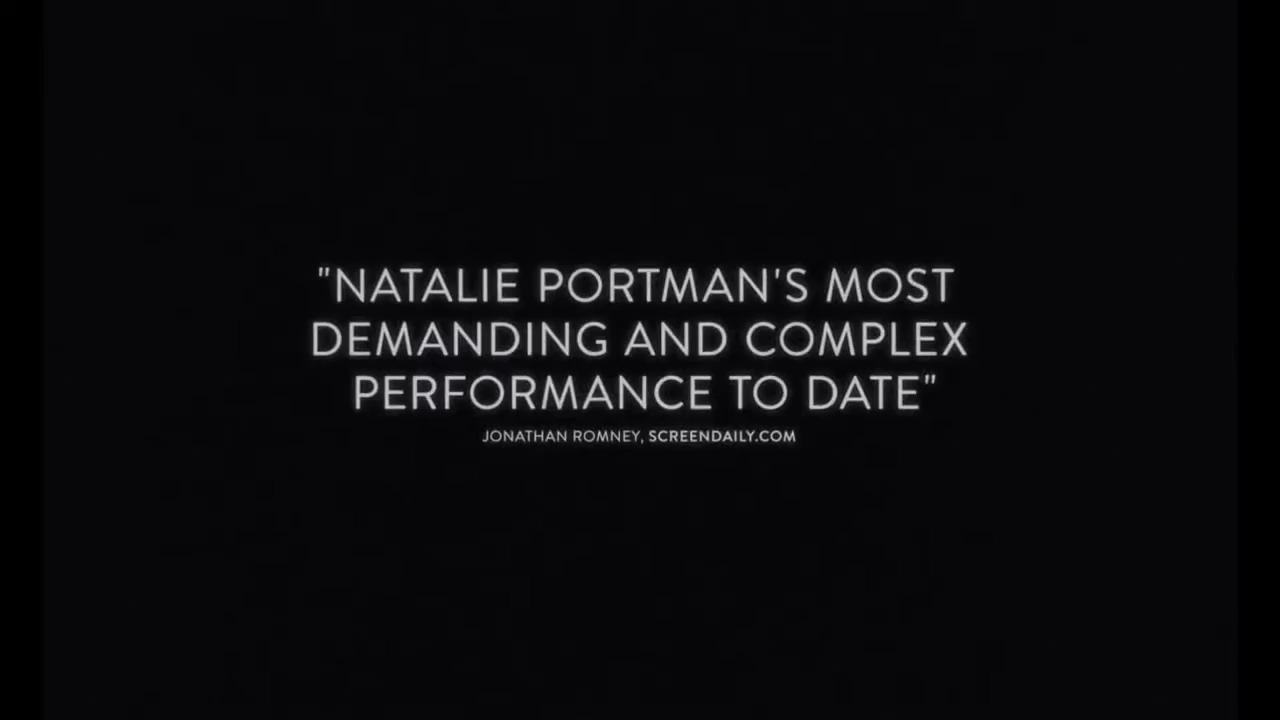 "NATALIE PORTMAN'S MOST
DEMANDING AND COMPLEX
PERFORMANCE TO DATE"
JONATHAN ROMNEY, SCREENDAILY.COM